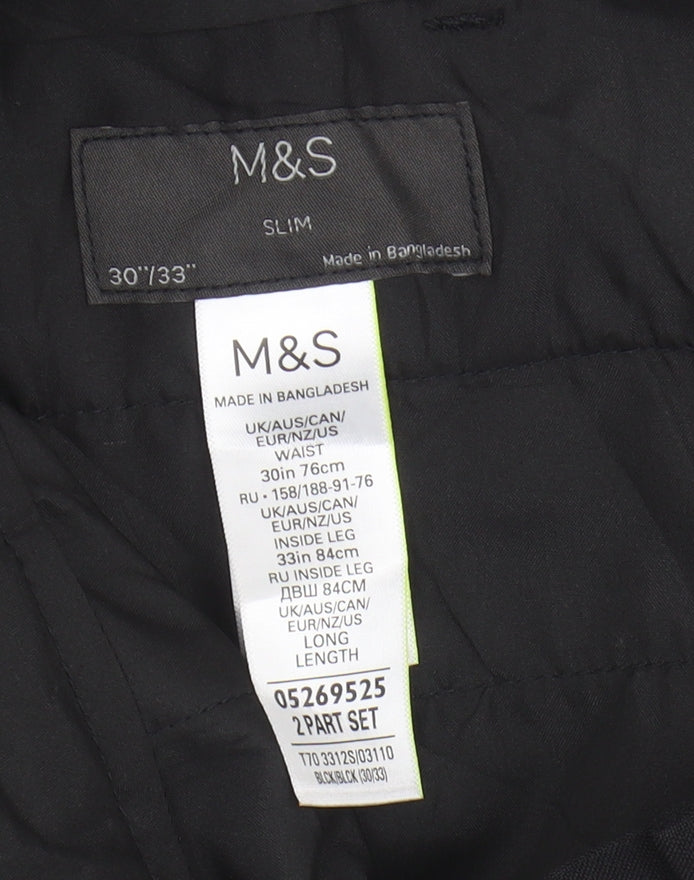 M&S
SLIM
30"/33"
Made in Bangladesh
M&S
MADE IN BANGLADESH
UK/AUS/CAN/
EUR/NZ/US
WAIST
30in 76cm
RU • 158/188-91-76
UK/AUS/CAN/
EUR/NZ/US
INSIDE LEG
33in 84cm
RU INSIDE LEG
ДВШ 84CM
UK/AUS/CAN/
EUR/NZ/US
LONG
LENGTH
05269525
2 PART SET
T70 3312S/03110
BLCK/BLCK (30/33)